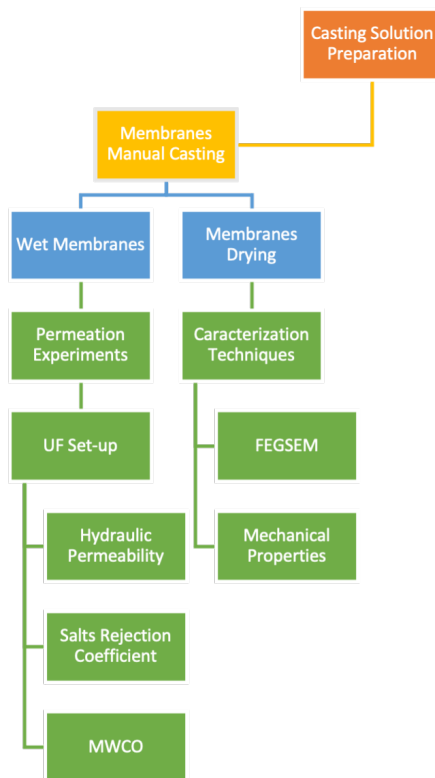 Casting Solution
Preparation
Membranes
Manual Casting
Wet Membranes
Membranes
Drying
Permeation
Experiments
Caracterization
Techniques
UF Set-up
FEGSEM
Hydraulic
Permeability
Mechanical
Properties
Salts Rejection
Coefficient
MWCO